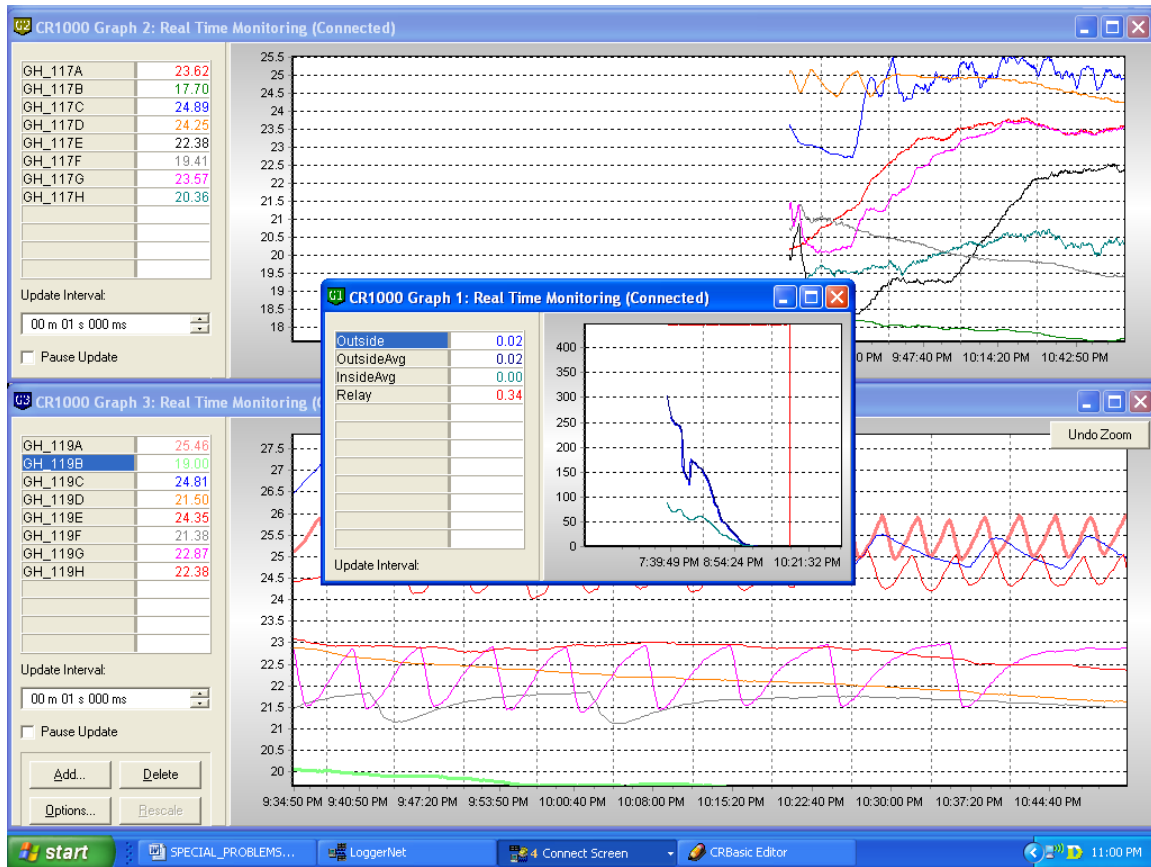 CR1000 Graph 2: Real Time Monitoring (Connected)
GH_117A 23.62
GH_117B 17.70
GH_117C 24.89
GH_117D 24.25
GH_117E 22.38
GH_117F 19.41
GH_117G 23.57
GH_117H 20.36
Update Interval:
00 m 01 s 000 ms
Pause Update
25.5
25
24.5
24
23.5
23
22.5
22
21.5
21
20.5
20
19.5
19
18.5
18
0 PM 9:47:40 PM 10:14:20 PM 10:42:50 PM
CR1000 Graph 1: Real Time Monitoring (Connected)
Outside 0.02
OutsideAvg 0.02
InsideAvg 0.00
Relay 0.34
Update Interval:
400
350
300
250
200
150
100
50
0
7:39:49 PM 8:54:24 PM 10:21:32 PM
CR1000 Graph 3: Real Time Monitoring (
GH_119A 25.46
GH_119B 19.00
GH_119C 24.81
GH_119D 21.50
GH_119E 24.35
GH_119F 21.38
GH_119G 22.87
GH_119H 22.38
Update Interval:
00 m 01 s 000 ms
Pause Update
Add... Delete
Options... Rescale
Undo Zoom
27.5
27
26.5
26
25.5
25
24.5
24
23.5
23
22.5
22
21.5
21
20.5
20
9:34:50 PM 9:40:50 PM 9:47:20 PM 9:53:50 PM 10:00:40 PM 10:08:00 PM 10:15:20 PM 10:22:40 PM 10:30:00 PM 10:37:20 PM 10:44:40 PM
start SPECIAL_PROBLEMS... LoggerNet 4 Connect Screen CRBasic Editor 11:00 PM